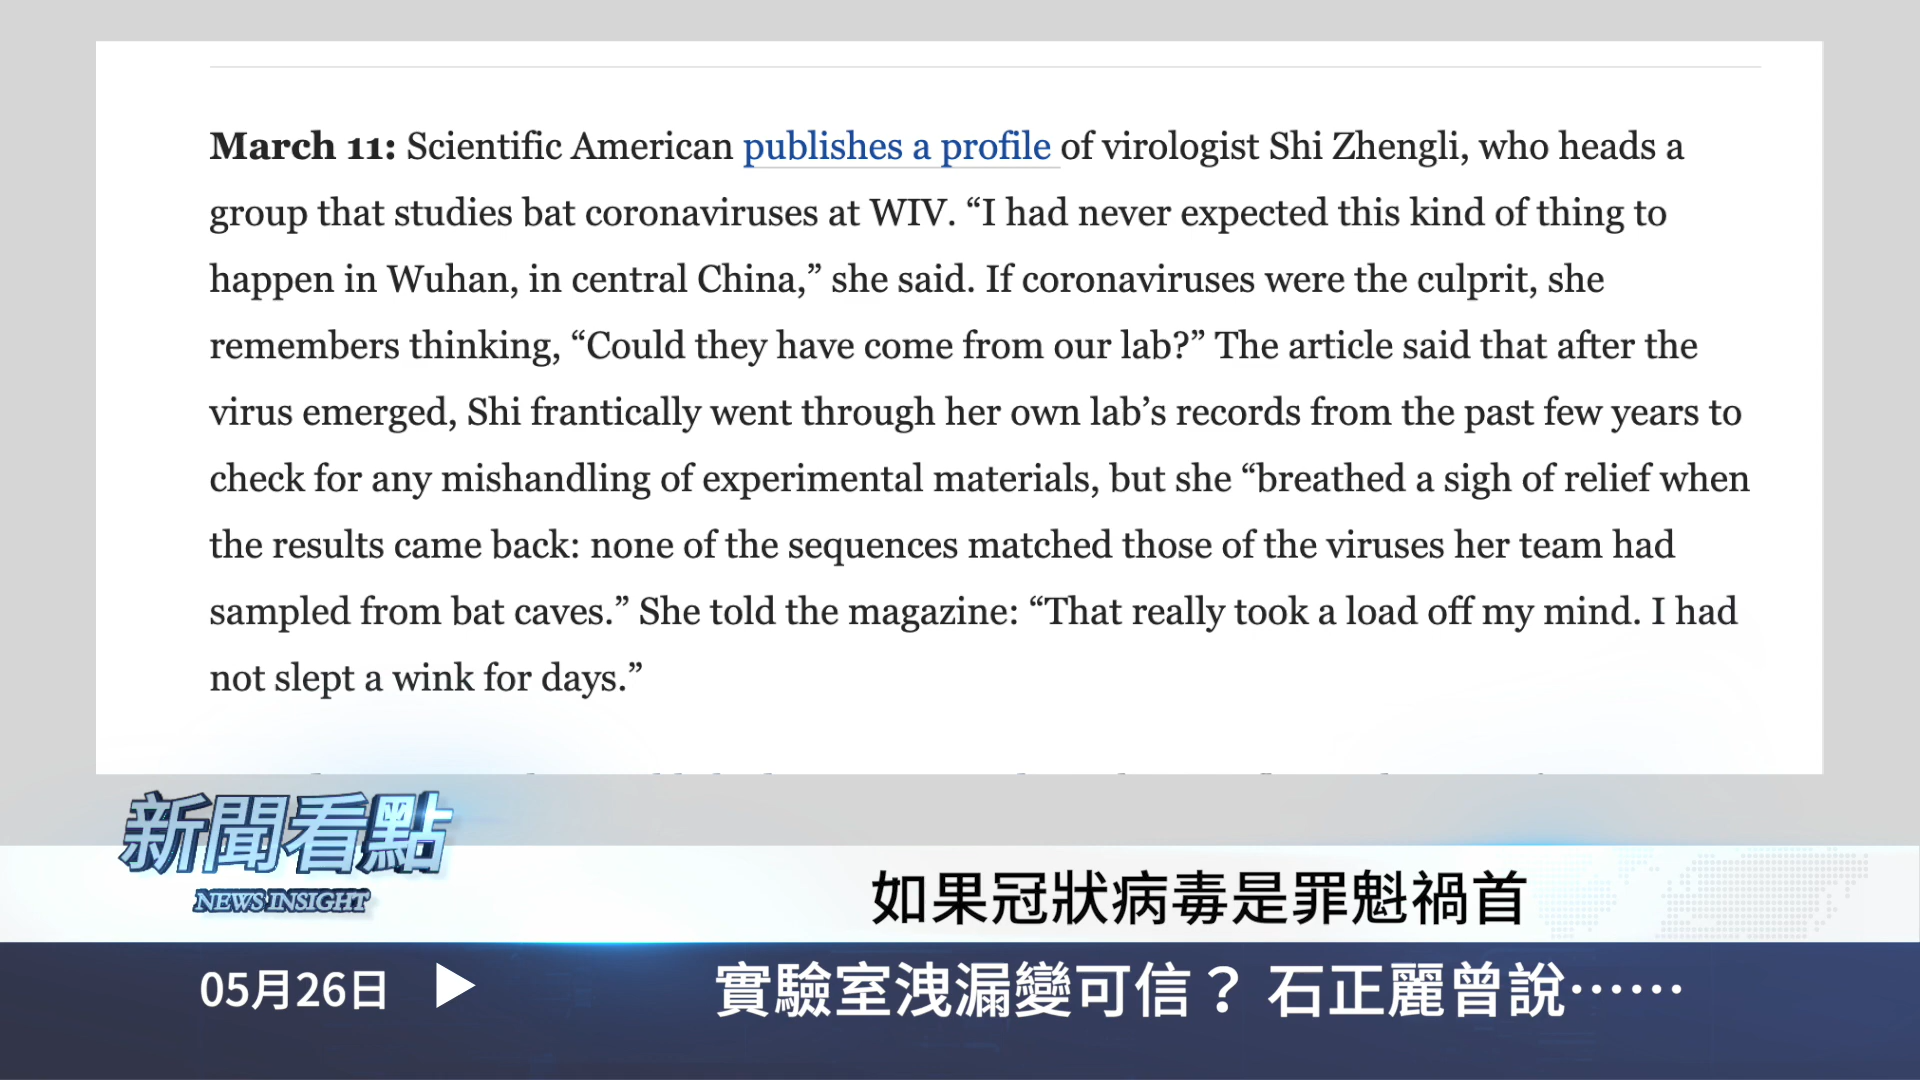 March 11: Scientific American publishes a profile of virologist Shi Zhengli, who heads a
group that studies bat coronaviruses at WIV. “I had never expected this kind of thing to
happen in Wuhan, in central China,” she said. If coronaviruses were the culprit, she
remembers thinking, “Could they have come from our lab?” The article said that after the
virus emerged, Shi frantically went through her own lab’s records from the past few years to
check for any mishandling of experimental materials, but she “breathed a sigh of relief when
the results came back: none of the sequences matched those of the viruses her team had
sampled from bat caves.” She told the magazine: “That really took a load off my mind. I had
not slept a wink for days.”
新聞看點
NEWS INSIGHT
如果冠狀病毒是罪魁禍首
05月26日
實驗室洩漏變可信？ 石正麗曾說……